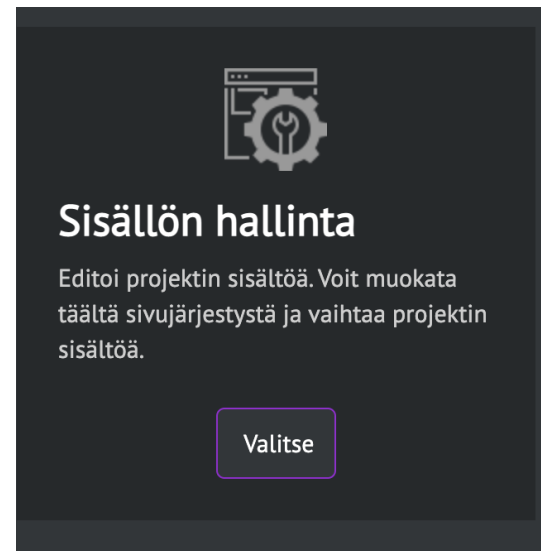 Sisällön hallinta
Editoi projektin sisältöä. Voit muokata
täältä sivujärjestystä ja vaihtaa projektin
sisältöä.
Valitse